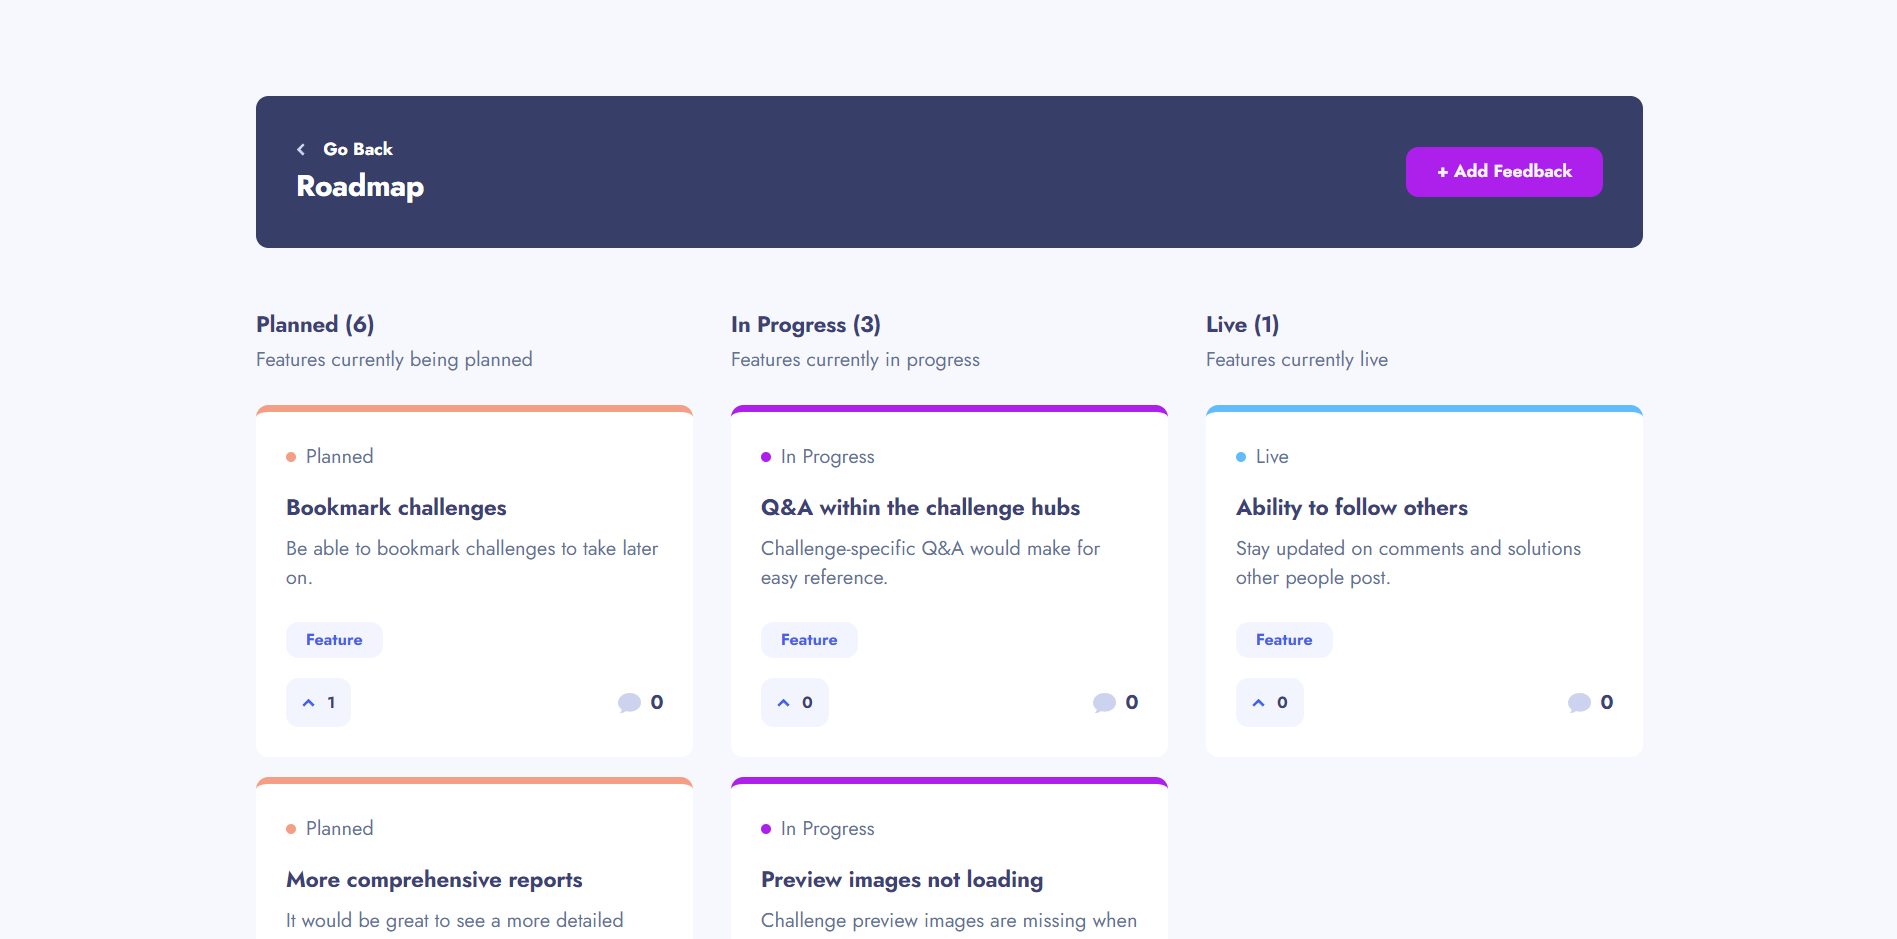 Go Back
Roadmap
+ Add Feedback
Planned (6)
Features currently being planned
In Progress (3)
Features currently in progress
Live (1)
Features currently live
Planned
Bookmark challenges
Be able to bookmark challenges to take later
on.
Feature
1
0
In Progress
Q&A within the challenge hubs
Challenge-specific Q&A would make for
easy reference.
Feature
0
0
Live
Ability to follow others
Stay updated on comments and solutions
other people post.
Feature
0
0
Planned
More comprehensive reports
It would be great to see a more detailed
In Progress
Preview images not loading
Challenge preview images are missing when